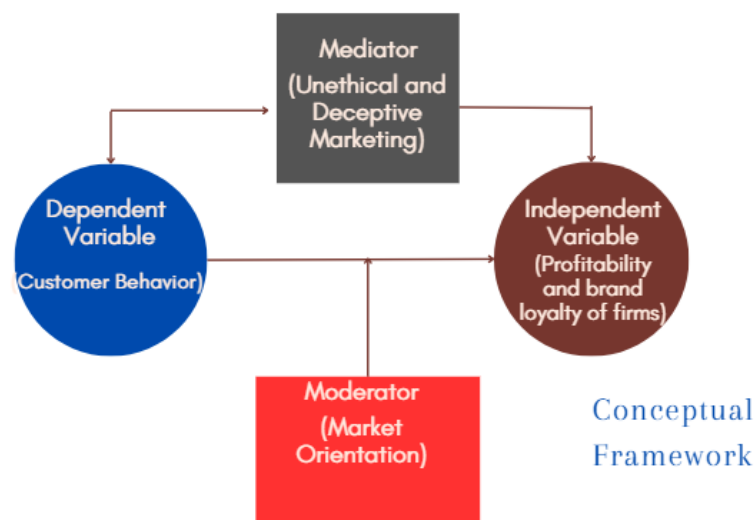 Mediator
(Unethical and
Deceptive
Marketing)
Dependent
Variable
(Customer Behavior)
Independent
Variable
(Profitability
and brand
loyalty of firms)
Moderator
(Market
Orientation)
Conceptual
Framework